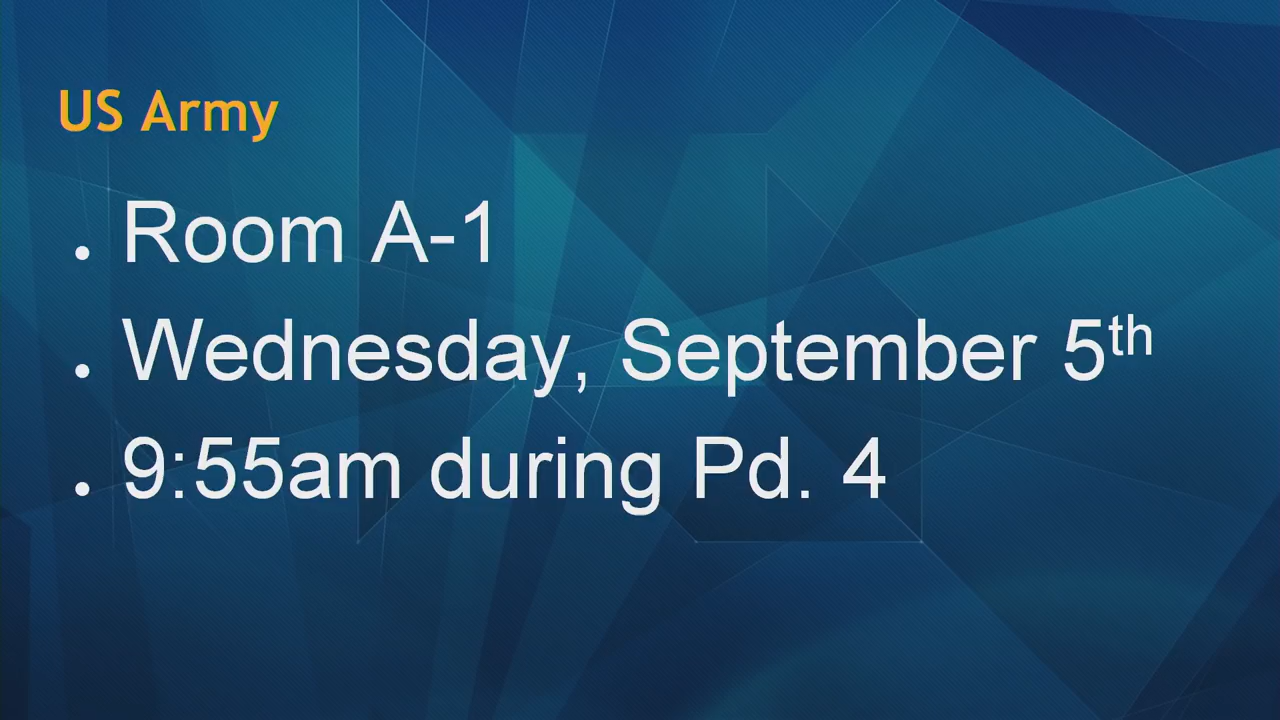 US Army
. Room A-1
. Wednesday, September 5th
. 9:55am during Pd. 4